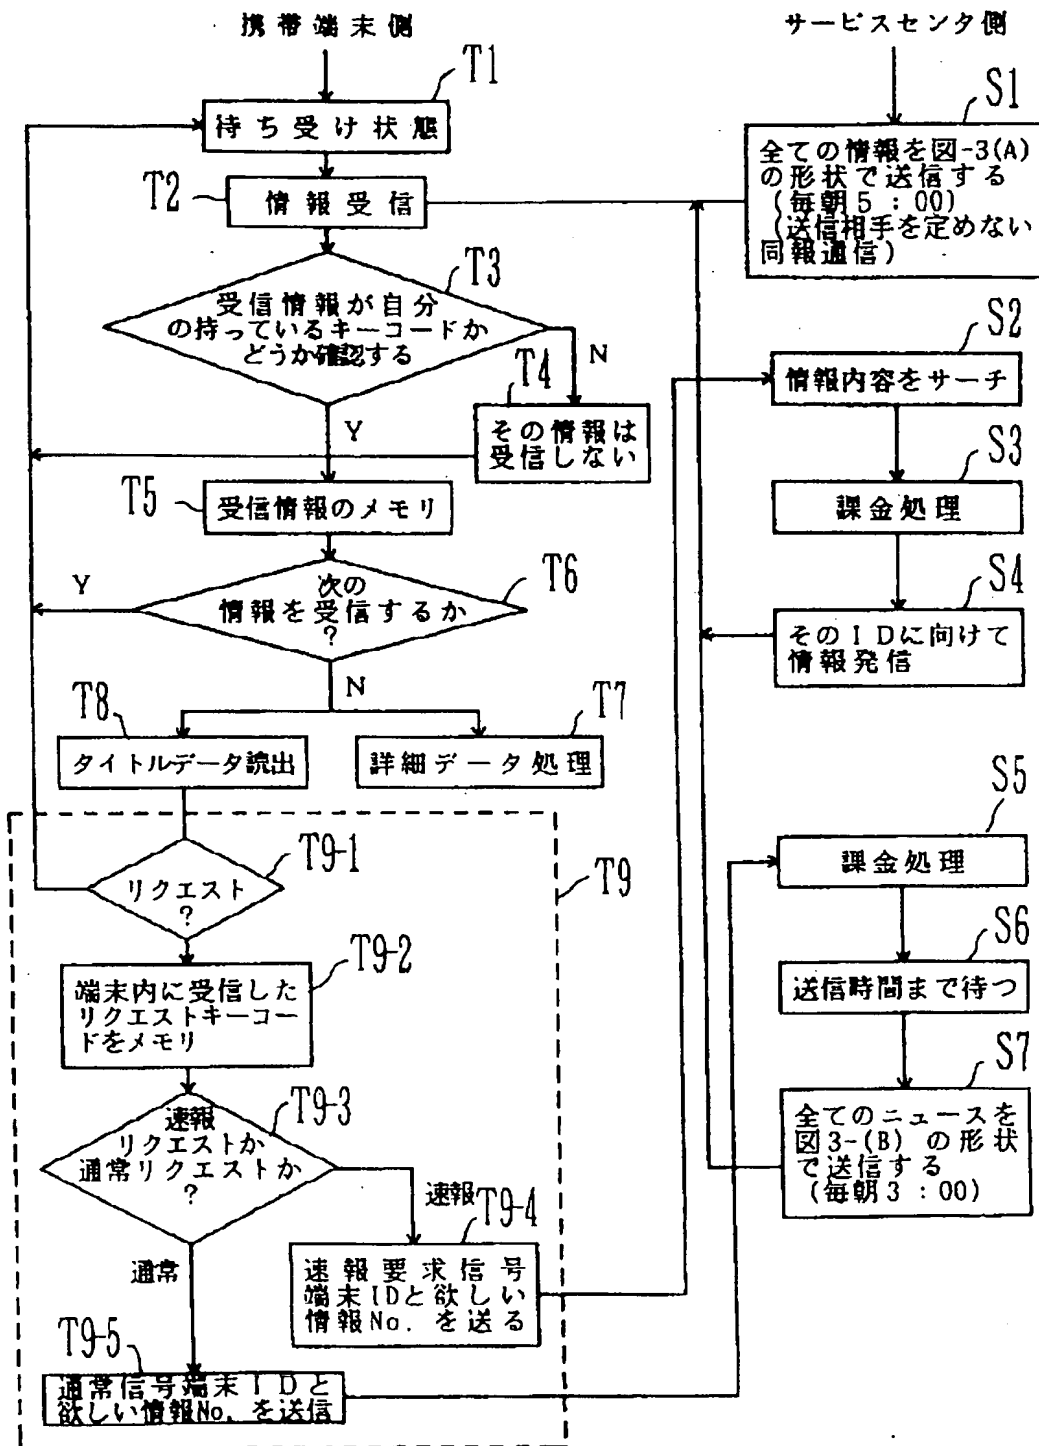 携帯端末側
T1
待ち受け状態
T2
情報受信
T3
受信情報が自分
の持っているキーコードか
どうか確認する
N
T4
その情報は
受信しない
Y
T5
受信情報のメモリ
T6
次の
情報を受信するか
?
Y
N
T8
タイトルデータ読出
T7
詳細データ処理
T9
T9-1
リクエスト
?
T9-2
端末内に受信した
リクエストキーコー
ドをメモリ
T9-3
速報
リクエストか
通常リクエストか
?
速報
T9-4
速報要求信号
端末IDと欲しい
情報No. を送る
通常
T9-5
通常信号端末IDと
欲しい情報No. を送信
サービスセンタ側
S1
全ての情報を図-3(A)
の形状で送信する
(毎朝5:00)
(送信相手を定めない
同報通信)
S2
情報内容をサーチ
S3
課金処理
S4
そのIDに向けて
情報発信
S5
課金処理
S6
送信時間まで待つ
S7
全てのニュースを
図3-(B) の形状
で送信する
(毎朝3:00)